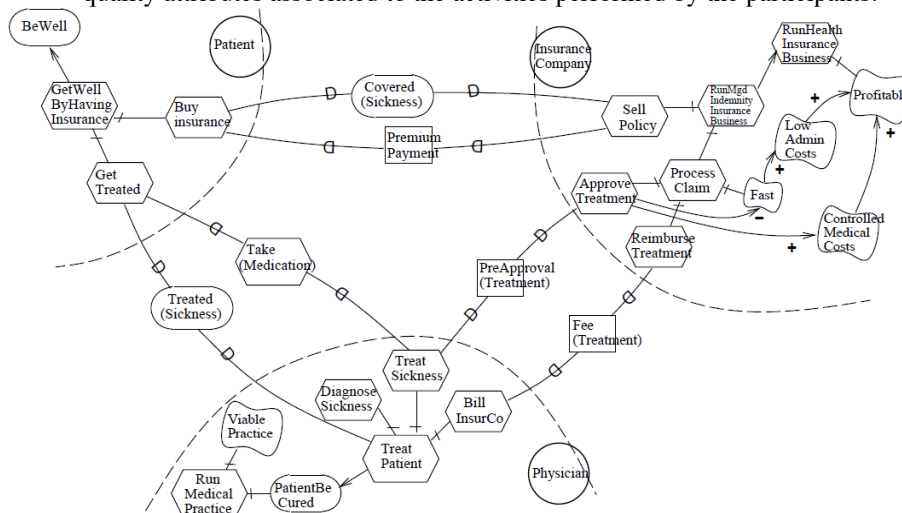 quality attributes associated to the activities performed by the participants.
BeWell
Patient
Insurance
Company
RunHealth
Insurance
Business
GetWell
ByHaving
Insurance
Buy
insurance
D
Covered
(Sickness)
D
Sell
Policy
RunMgd
Indemnity
Insurance
Business
Profitable
+
+
Low
Admin
Costs
+
D
Premium
Payment
D
Get
Treated
Approve
Treatment
Process
Claim
Fast
−
+
Controlled
Medical
Costs
+
D
Take
(Medication)
D
Reimburse
Treatment
D
PreApproval
(Treatment)
D
Treated
(Sickness)
D
D
D
Fee
(Treatment)
D
D
Treat
Sickness
Diagnose
Sickness
Bill
InsurCo
Viable
Practice
Treat
Patient
Physician
Run
Medical
Practice
PatientBe
Cured